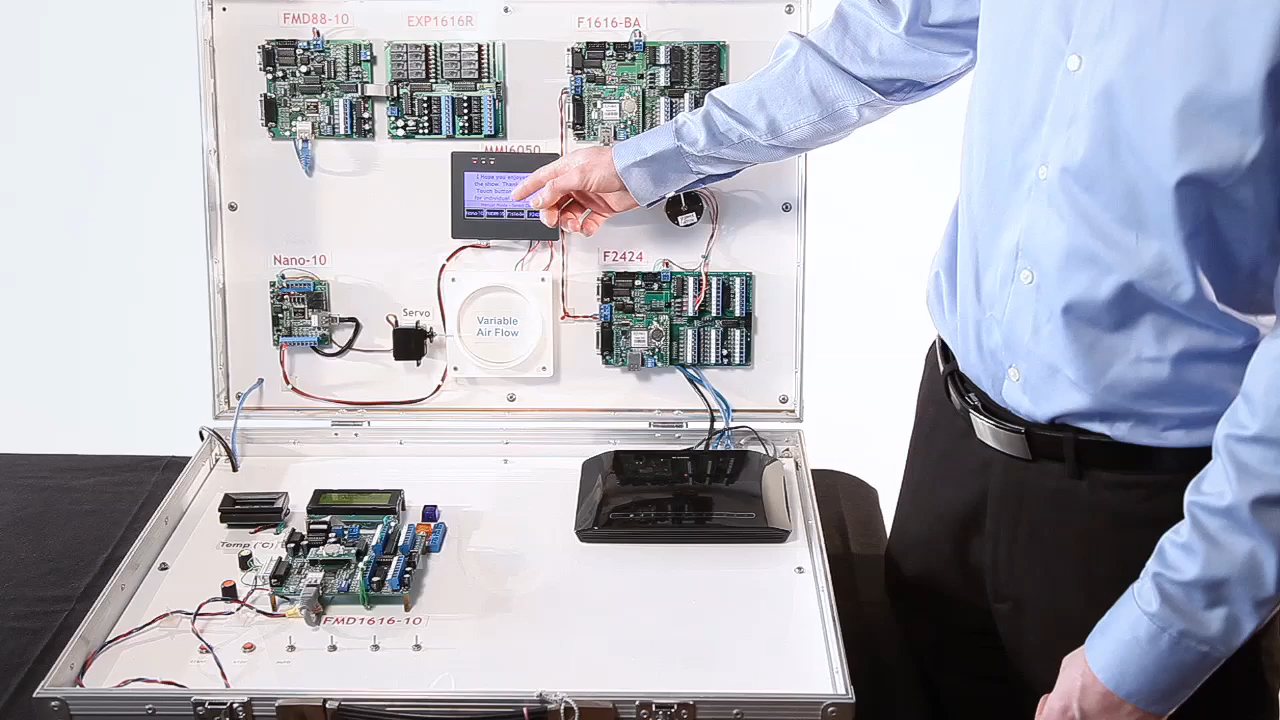 FMD88-10
EXP1616R
F1616-BA
MMI6050
I Hope you enjoyed
the show. Thank
Touch button
for individual
Nano-10
F2424
Servo
Variable
Air Flow
Temp (°C)
FMD1616-10